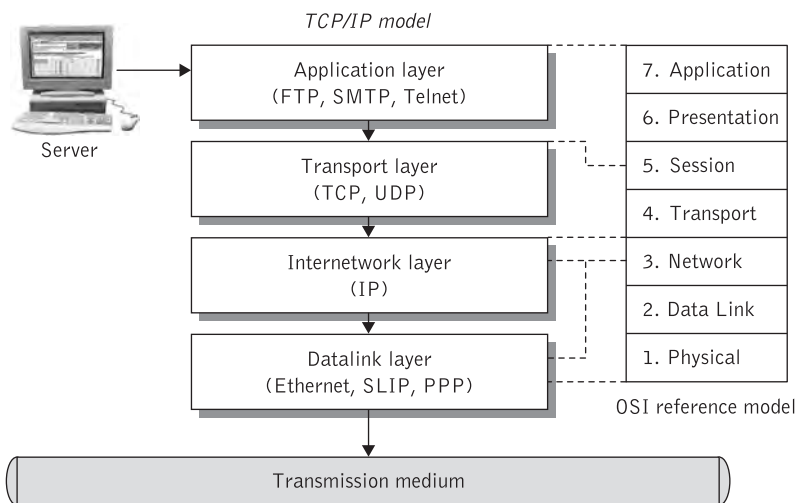 TCP/IP model
Server
Application layer
(FTP, SMTP, Telnet)
Transport layer
(TCP, UDP)
Internetwork layer
(IP)
Datalink layer
(Ethernet, SLIP, PPP)
Transmission medium
7. Application
6. Presentation
5. Session
4. Transport
3. Network
2. Data Link
1. Physical
OSI reference model